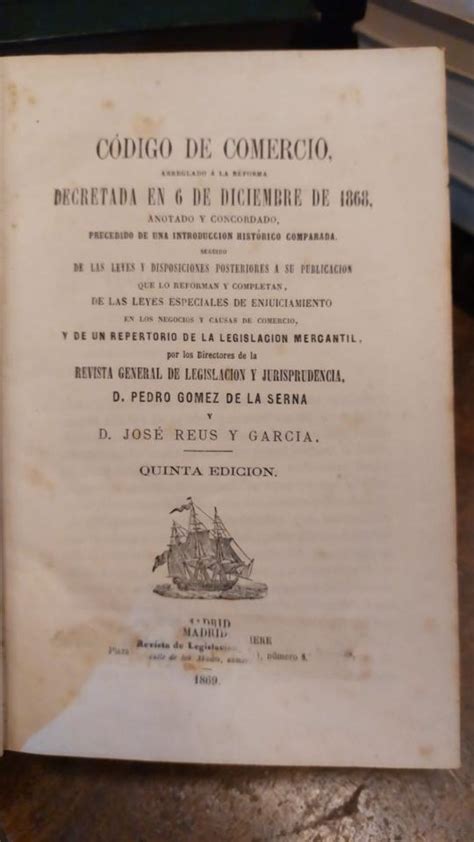 CÓDIGO DE COMERCIO,
ARREGLADO Á LA REFORMA
DECRETADA EN 6 DE DICIEMBRE DE 1868,
ANOTADO Y CONCORDADO,
PRECEDIDO DE UNA INTRODUCCION HISTÓRICO COMPARADA.
SEGUIDO
DE LAS LEYES Y DISPOSICIONES POSTERIORES A SU PUBLICACION
QUE LO REFORMAN Y COMPLETAN,
DE LAS LEYES ESPECIALES DE ENJUICIAMIENTO
EN LOS NEGOCIOS Y CAUSAS DE COMERCIO,
Y DE UN REPERTORIO DE LA LEGISLACION MERCANTIL,
por los Directores de la
REVISTA GENERAL DE LEGISLACION Y JURISPRUDENCIA,
D. PEDRO GOMEZ DE LA SERNA
Y
D. JOSÉ REUS Y GARCIA.
QUINTA EDICION.
MADRID
Revista de
número
1869.